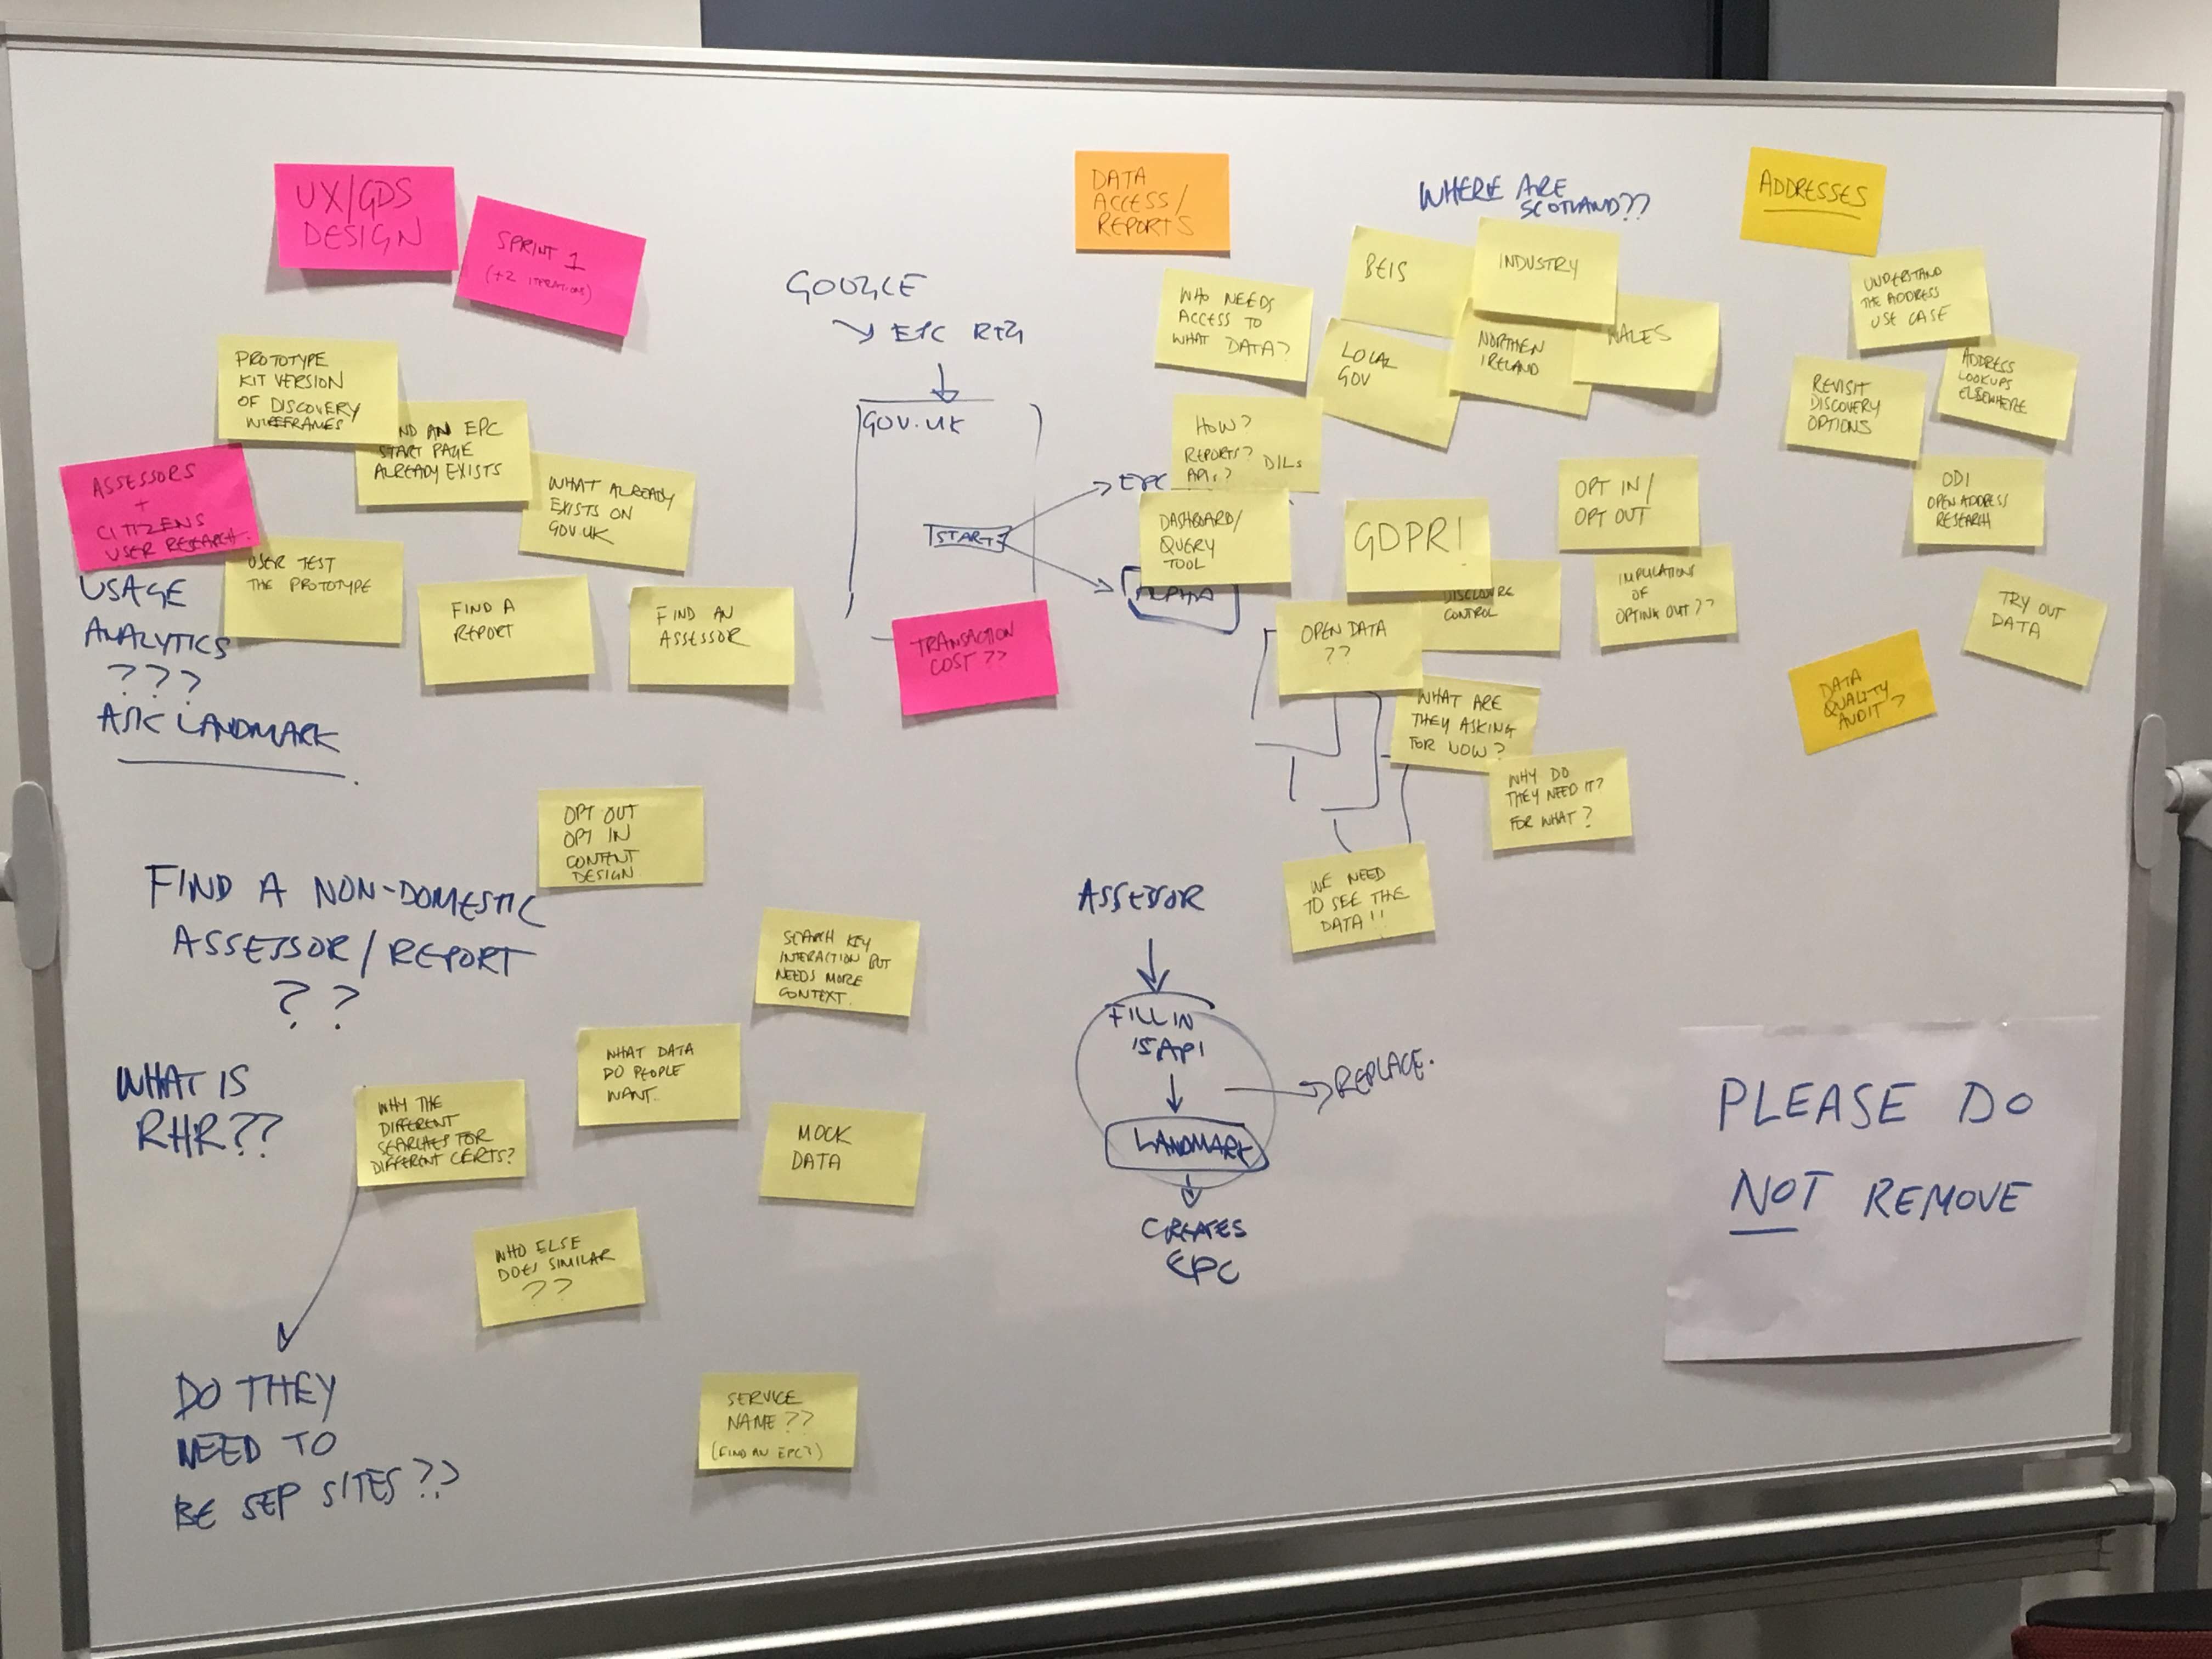 UX/GDS
DESIGN
SPRINT 1
(+2 ITERATIONS)
PROTOTYPE
KIT VERSION
OF DISCOVERY
WIREFRAMES
AN EPC
START PAGE
ALREADY EXISTS
WHAT ALREADY
EXISTS ON
GOV.UK
ASSESSORS
+
CITIZENS
USER RESEARCH.
USER TEST
THE PROTOTYPE
FIND A
REPORT
FIND AN
ASSESSOR
USAGE
ANALYTICS
???
ASK LANDMARK
OPT OUT
OPT IN
CONTENT
DESIGN
FIND A NON-DOMESTIC
ASSESSOR/REPORT
??
SEARCH KEY
INTERACTION BUT
NEEDS MORE
CONTEXT.
WHAT DATA
DO PEOPLE
WANT.
WHAT IS
RHR??
WHY THE
DIFFERENT
SEARCHES FOR
DIFFERENT CERTS?
MOCK
DATA
WHO ELSE
DOES SIMILAR
??
DO THEY
NEED TO
BE SEP SITES??
SERVICE
NAME??
(FIND AN EPC?)
GOOGLE
EPC
GOV.UK
START
EPC
ALPHA
TRANSACTION
COST??
DATA
ACCESS/
REPORTS
WHERE ARE
SCOTLAND??
WHO NEEDS
ACCESS TO
WHAT DATA?
BEIS
INDUSTRY
LOCAL
GOV
NORTHEN
IRELAND
WALES
HOW?
REPORTS?
APIs? DILs
DASHBOARD/
QUERY
TOOL
GDPR!
OPT IN/
OPT OUT
DISCLOSURE
CONTROL
IMPLICATIONS
OF
OPTING OUT??
OPEN DATA
??
WHAT ARE
THEY ASKING
FOR NOW?
WHY DO
THEY NEED IT?
FOR WHAT?
WE NEED
TO SEE THE
DATA!!
ASSESSOR
FILL IN
API
LANDMARK
REPLACE.
CREATES
EPC
ADDRESSES
UNDERSTAND
THE ADDRESS
USE CASE
ADDRESS
LOOKUPS
ELSEWHERE
REVISIT
DISCOVERY
OPTIONS
ODI
OPEN ADDRESS
RESEARCH
TRY OUT
DATA
DATA
QUALITY
AUDIT?
PLEASE DO
NOT REMOVE